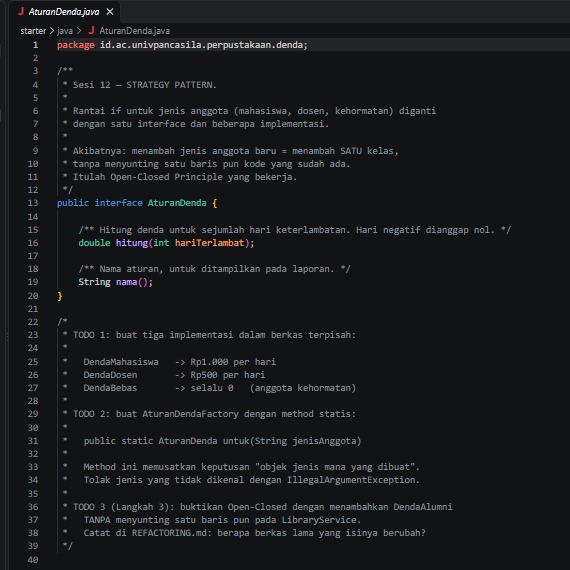 AturanDenda.java
starter > java > AturanDenda.java
1 package id.ac.univpancasila.perpustakaan.denda;
2
3 /**
4 * Sesi 12 — STRATEGY PATTERN.
5 *
6 * Rantai if untuk jenis anggota (mahasiswa, dosen, kehormatan) diganti
7 * dengan satu interface dan beberapa implementasi.
8 *
9 * Akibatnya: menambah jenis anggota baru = menambah SATU kelas,
10 * tanpa menyunting satu baris pun kode yang sudah ada.
11 * Itulah Open-Closed Principle yang bekerja.
12 */
13 public interface AturanDenda {
14
15 /** Hitung denda untuk sejumlah hari keterlambatan. Hari negatif dianggap nol. */
16 double hitung(int hariTerlambat);
17
18 /** Nama aturan, untuk ditampilkan pada laporan. */
19 String nama();
20 }
21
22 /*
23 * TODO 1: buat tiga implementasi dalam berkas terpisah:
24 *
25 * DendaMahasiswa -> Rp1.000 per hari
26 * DendaDosen -> Rp500 per hari
27 * DendaBebas -> selalu 0 (anggota kehormatan)
28 *
29 * TODO 2: buat AturanDendaFactory dengan method statis:
30 *
31 * public static AturanDenda untuk(String jenisAnggota)
32 *
33 * Method ini memusatkan keputusan "objek jenis mana yang dibuat".
34 * Tolak jenis yang tidak dikenal dengan IllegalArgumentException.
35 *
36 * TODO 3 (Langkah 3): buktikan Open-Closed dengan menambahkan DendaAlumni
37 * TANPA menyunting satu baris pun pada LibraryService.
38 * Catat di REFACTORING.md: berapa berkas lama yang isinya berubah?
39 */
40